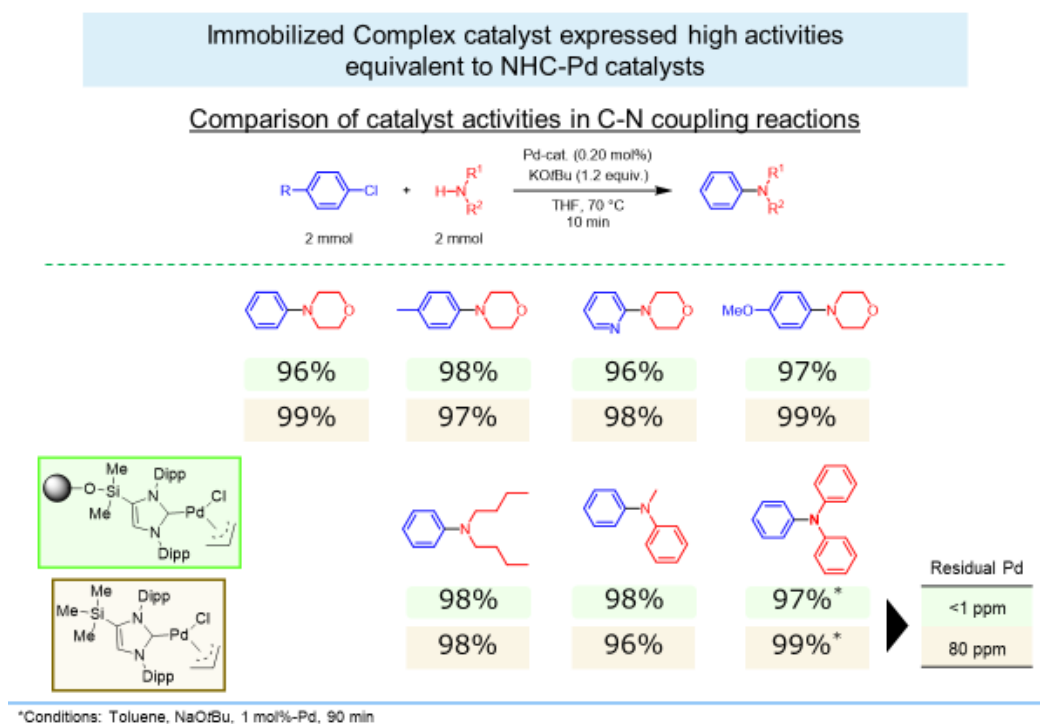 Immobilized Complex catalyst expressed high activities
equivalent to NHC-Pd catalysts
Comparison of catalyst activities in C-N coupling reactions
R
Cl
+
H-N
R¹
R²
Pd-cat. (0.20 mol%)
KOtBu (1.2 equiv.)
THF, 70 °C
10 min
N
R¹
R²
2 mmol
2 mmol
N
O
N
O
N
N
O
MeO
N
O
96%
98%
96%
97%
99%
97%
98%
99%
Me
Dipp
O
Si
N
Cl
Me
Pd
N
Dipp
N
N
N
98%
98%
97%*
98%
96%
99%*
Me
Dipp
Me
Si
N
Cl
Me
Pd
N
Dipp
Residual Pd
<1 ppm
80 ppm
*Conditions: Toluene, NaOtBu, 1 mol%-Pd, 90 min